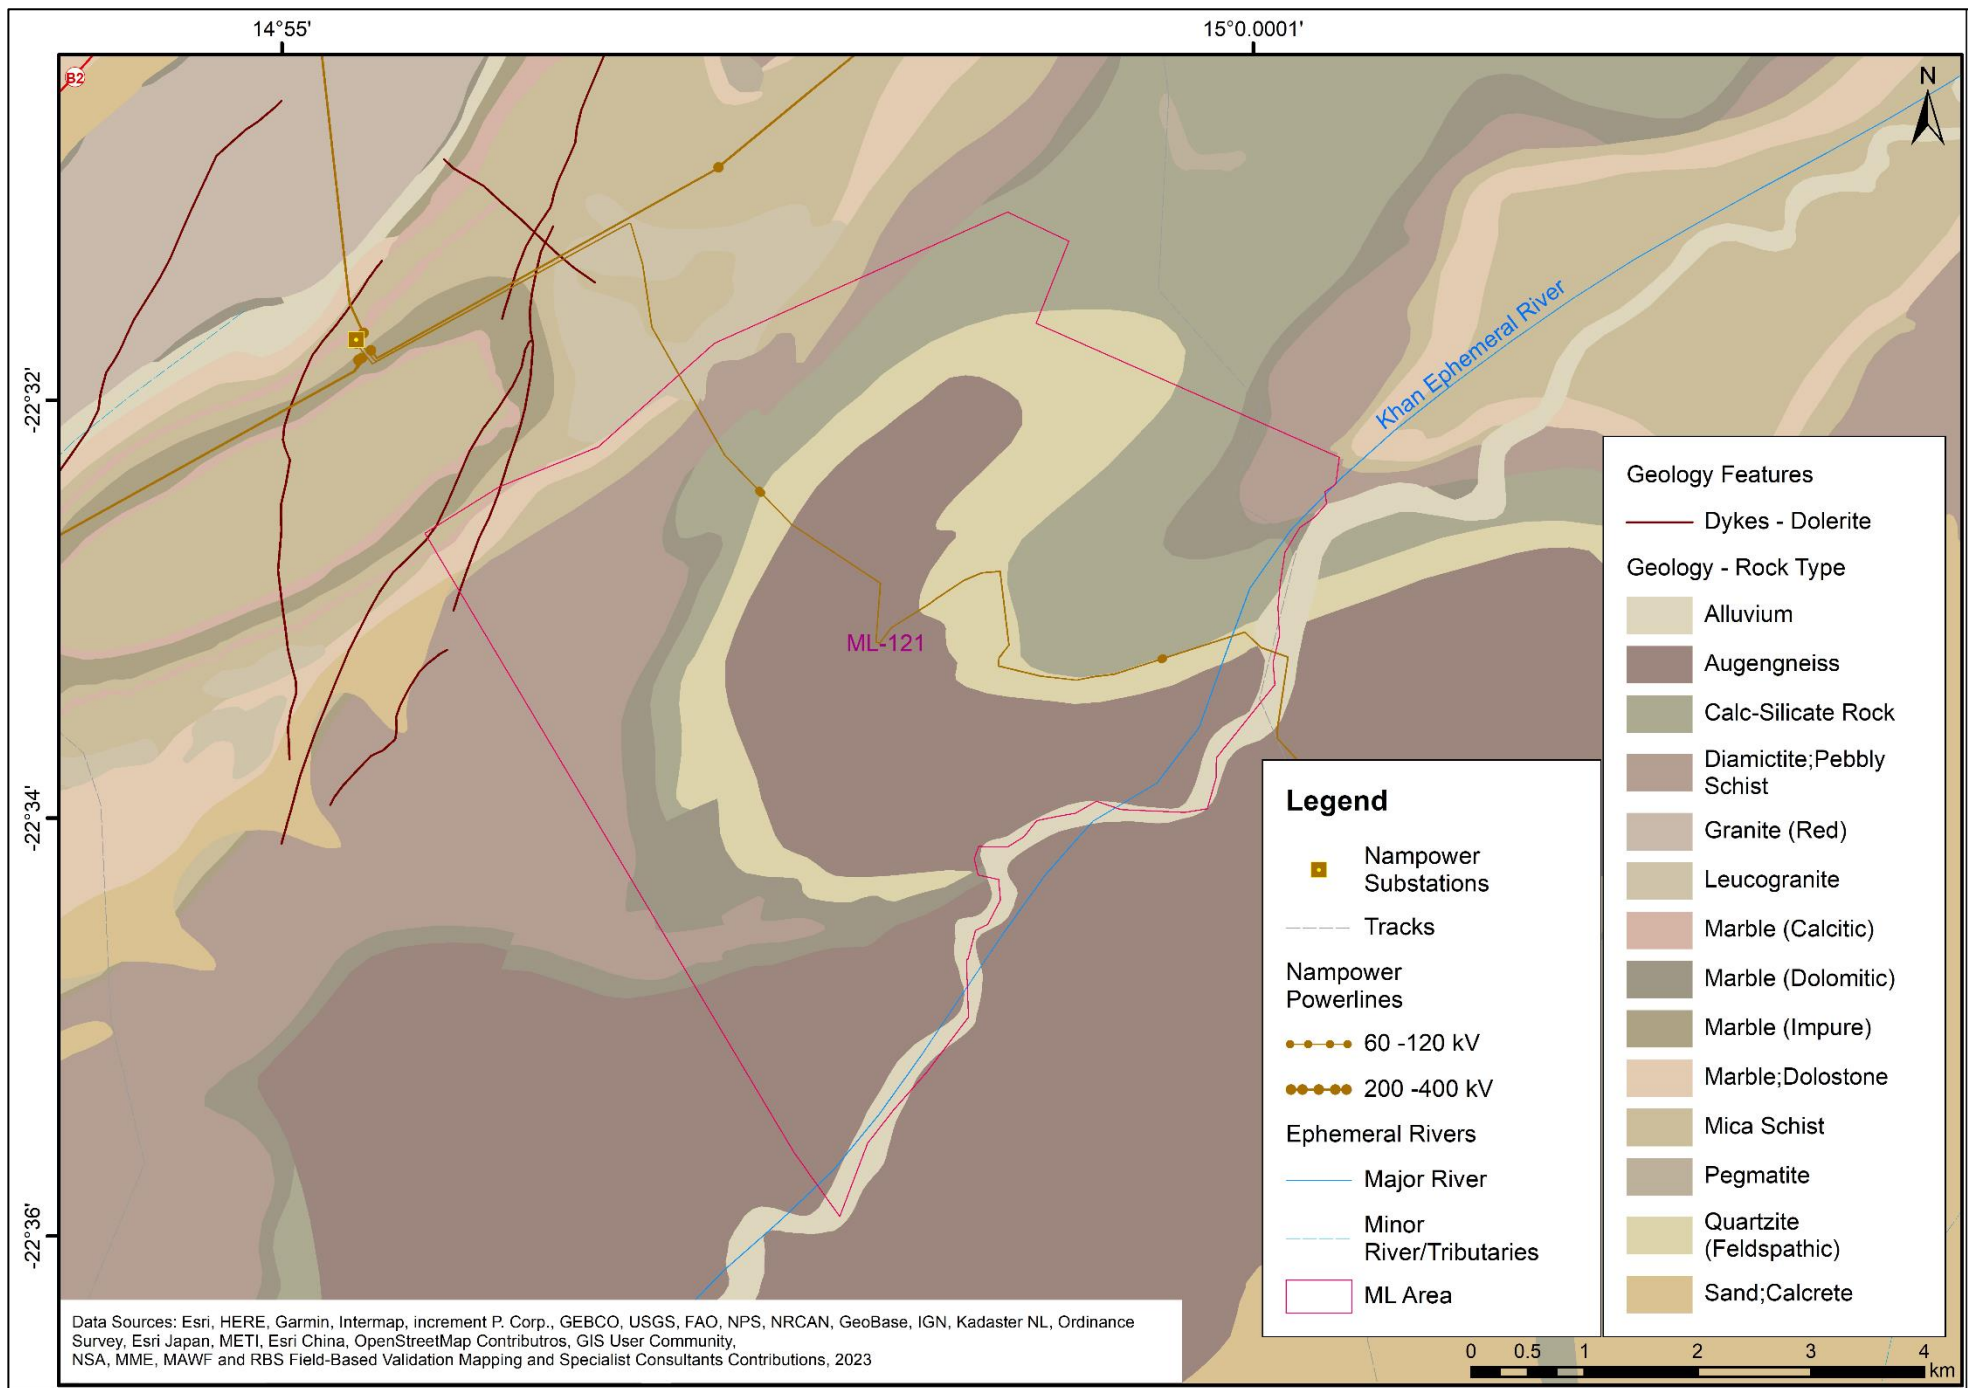 14°55'
15°0.0001'
B2
N
-22°32'
-22°34'
-22°36'
Khan Ephemeral River
ML-121
Legend
Nampower
Substations
Tracks
Nampower
Powerlines
60 -120 kV
200 -400 kV
Ephemeral Rivers
Major River
Minor
River/Tributaries
ML Area
Geology Features
Dykes - Dolerite
Geology - Rock Type
Alluvium
Augengneiss
Calc-Silicate Rock
Diamictite;Pebbly
Schist
Granite (Red)
Leucogranite
Marble (Calcitic)
Marble (Dolomitic)
Marble (Impure)
Marble;Dolostone
Mica Schist
Pegmatite
Quartzite
(Feldspathic)
Sand;Calcrete
Data Sources: Esri, HERE, Garmin, Intermap, increment P. Corp., GEBCO, USGS, FAO, NPS, NRCAN, GeoBase, IGN, Kadaster NL, Ordinance
Survey, Esri Japan, METI, Esri China, OpenStreetMap Contributros, GIS User Community,
NSA, MME, MAWF and RBS Field-Based Validation Mapping and Specialist Consultants Contributions, 2023
0 0.5 1 2 3 4
km